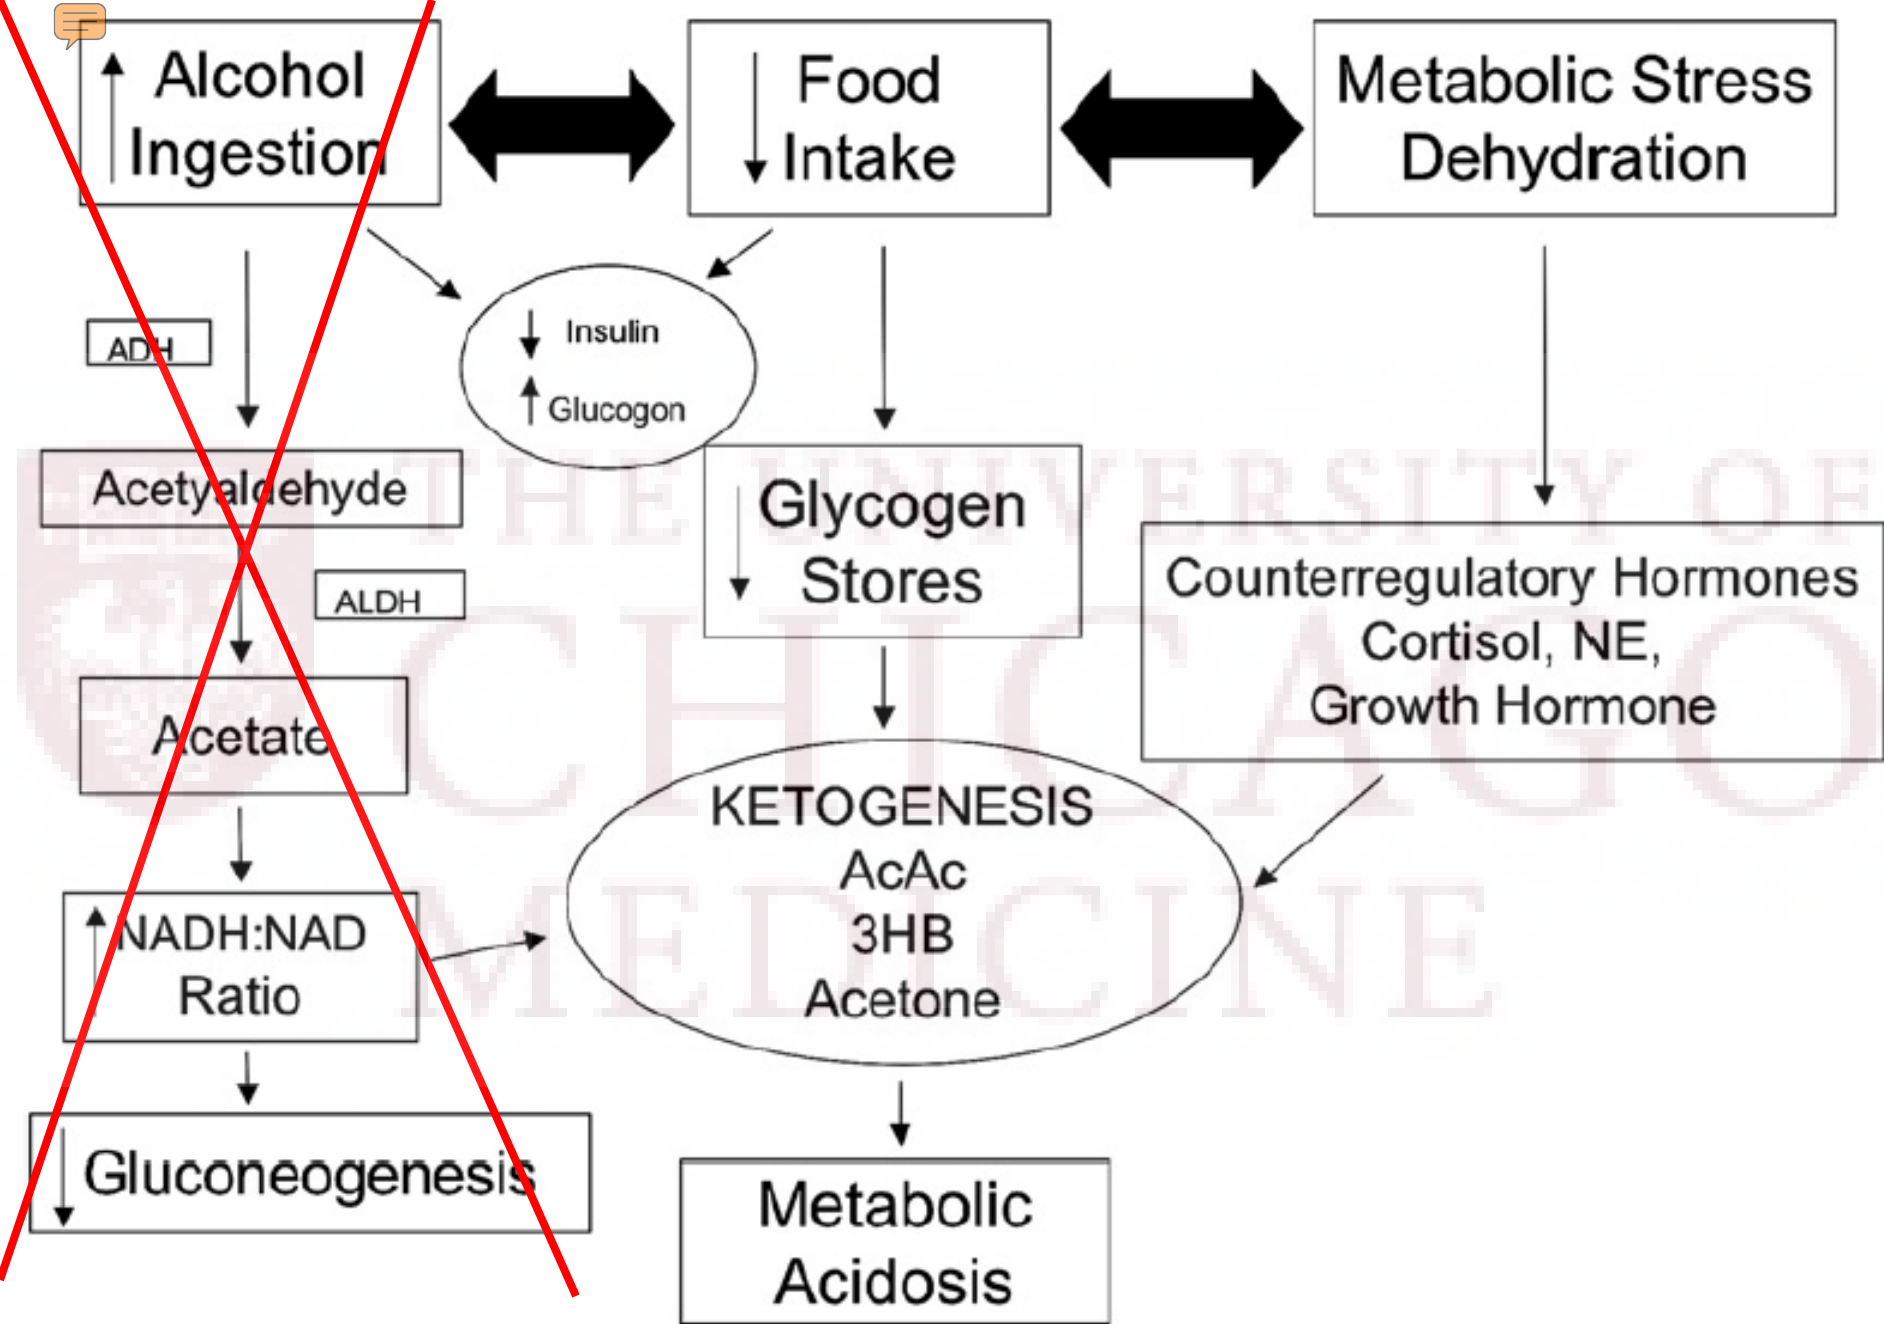 Alcohol
Ingestion
Food
Intake
Metabolic Stress
Dehydration
ADH
Insulin
Glucogon
Acetyaldehyde
ALDH
Glycogen
Stores
Counterregulatory Hormones
Cortisol, NE,
Growth Hormone
Acetate
KETOGENESIS
AcAc
3HB
Acetone
NADH:NAD
Ratio
Gluconeogenesis
Metabolic
Acidosis
THE UNIVERSITY OF
CHICAGO
MEDICINE